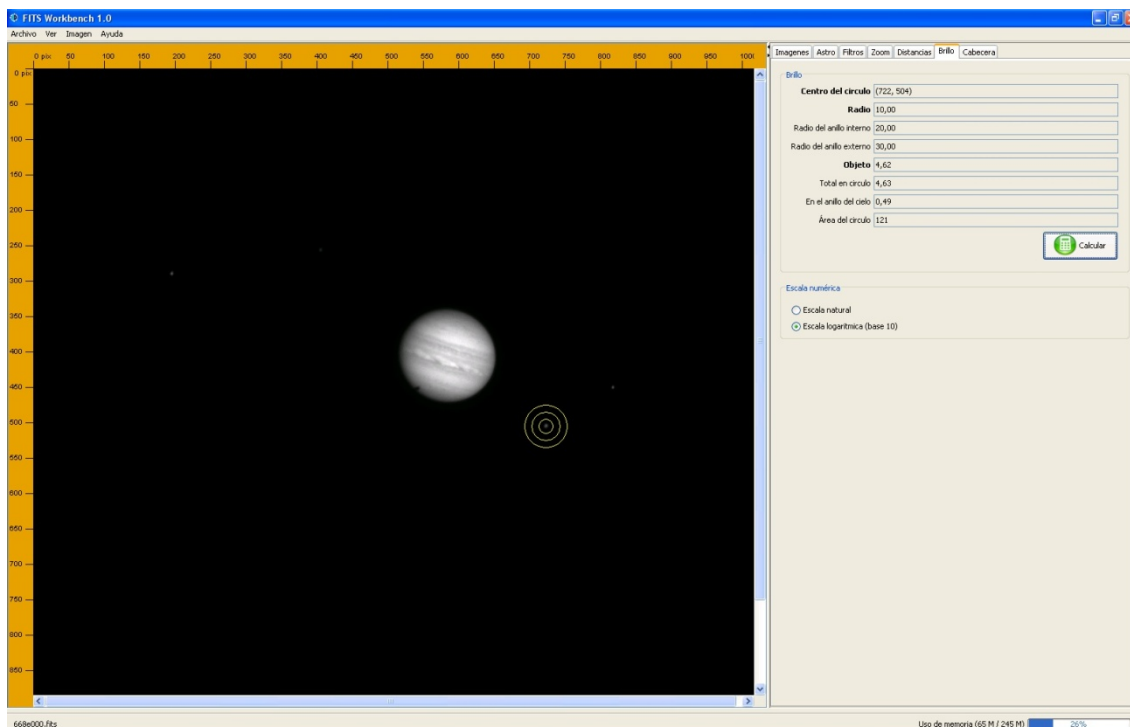 FITS Workbench 1.0
Archivo Ver Imagen Ayuda
0 pix 50 100 150 200 250 300 350 400 450 500 550 600 650 700 750 800 850 900 950 100
0 pix
50
100
150
200
250
300
350
400
450
500
550
600
650
700
750
800
850
Imagenes Astro Filtros Zoom Distancias Brillo Cabecera
Brillo
Centro del circulo (722, 504)
Radio 10,00
Radio del anillo interno 20,00
Radio del anillo externo 30,00
Objeto 4,62
Total en circulo 4,63
En el anillo del cielo 0,49
Área del circulo 121
Calcular
Escala numérica
Escala natural
Escala logaritmica (base 10)
668e000.fits
Uso de memoria (65 M / 245 M) 26%